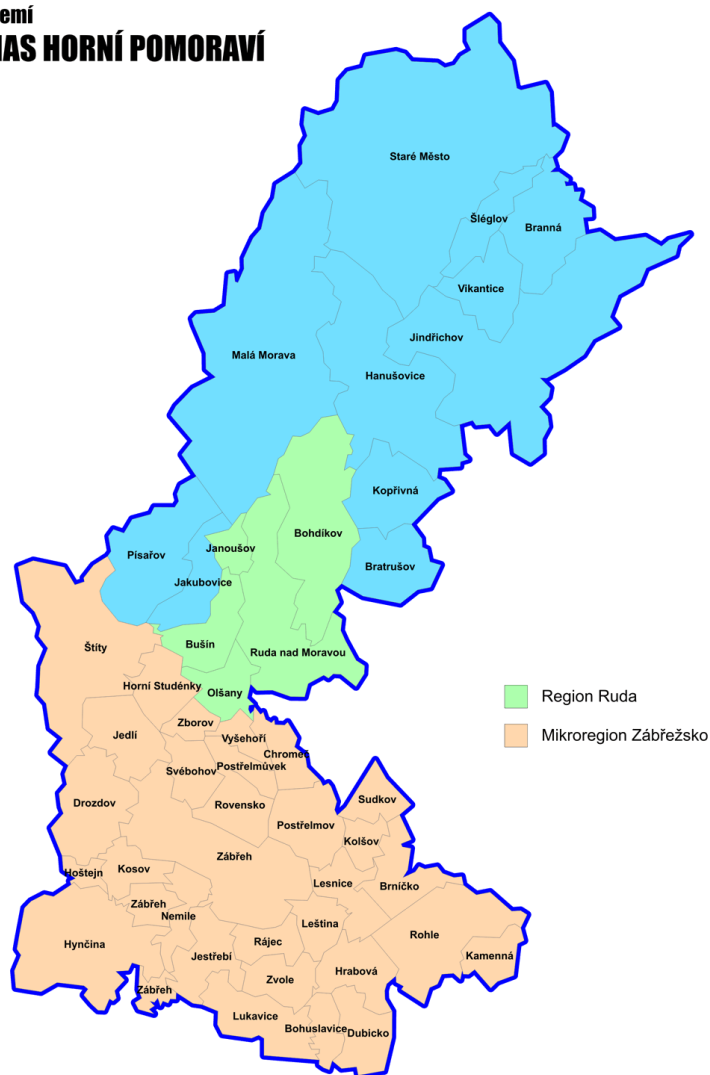 emí
MAS HORNÍ POMORAVÍ
Staré Město
Šléglov
Branná
Vikantice
Jindřichov
Malá Morava
Hanušovice
Kopřivná
Bohdíkov
Janoušov
Písařov
Bratrušov
Jakubovice
Bušín
Štíty
Ruda nad Moravou
Horní Studénky
Olšany
Region Ruda
Zborov
Jedlí
Vyšehoří
Mikroregion Zábřežsko
Chromeč
Postřelmůvek
Svébohov
Sudkov
Drozdov
Rovensko
Postřelmov
Kolšov
Zábřeh
Kosov
Hoštejn
Lesnice
Brníčko
Zábřeh
Nemile
Leština
Rohle
Rájec
Hynčina
Jestřebí
Kamenná
Hrabová
Zvole
Zábřeh
Lukavice
Bohuslavice
Dubicko